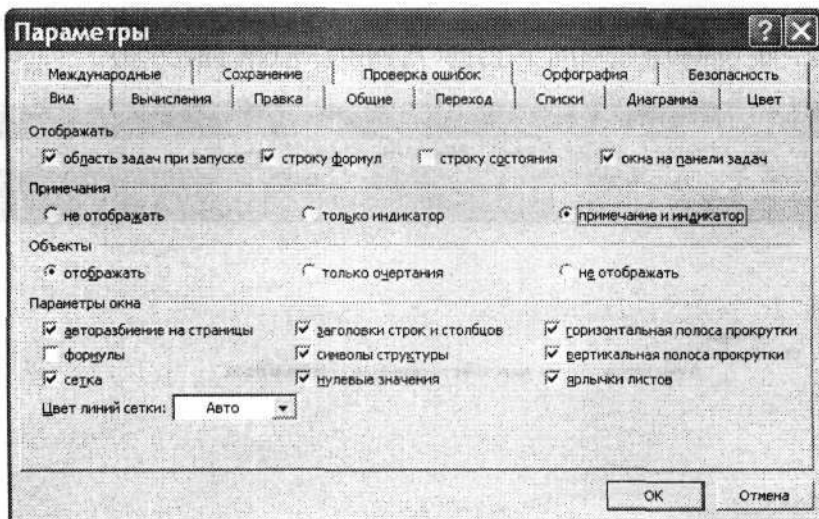 Параметры
Международные Сохранение Проверка ошибок Орфография Безопасность
Вид Вычисления Правка Общие Переход Списки Диаграмма Цвет
Отображать
область задач при запуске строку формул строку состояния окна на панели задач
Примечания
не отображать только индикатор примечание и индикатор
Объекты
отображать только очертания не отображать
Параметры окна
авторазбиение на страницы заголовки строк и столбцов горизонтальная полоса прокрутки
формулы символы структуры вертикальная полоса прокрутки
сетка нулевые значения ярлычки листов
Цвет линий сетки: Авто
ОК Отмена